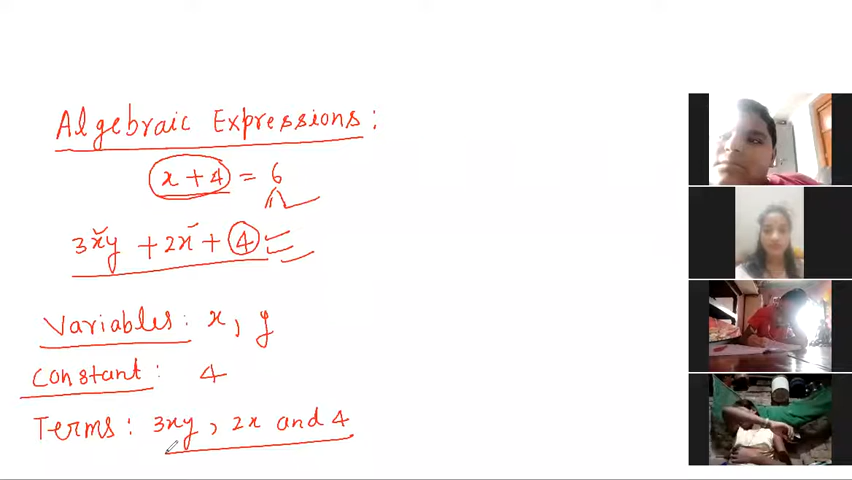 Algebraic Expressions:
x + 4 = 6
3xy + 2x + 4
Variables: x, y
Constant: 4
Terms: 3xy, 2x and 4